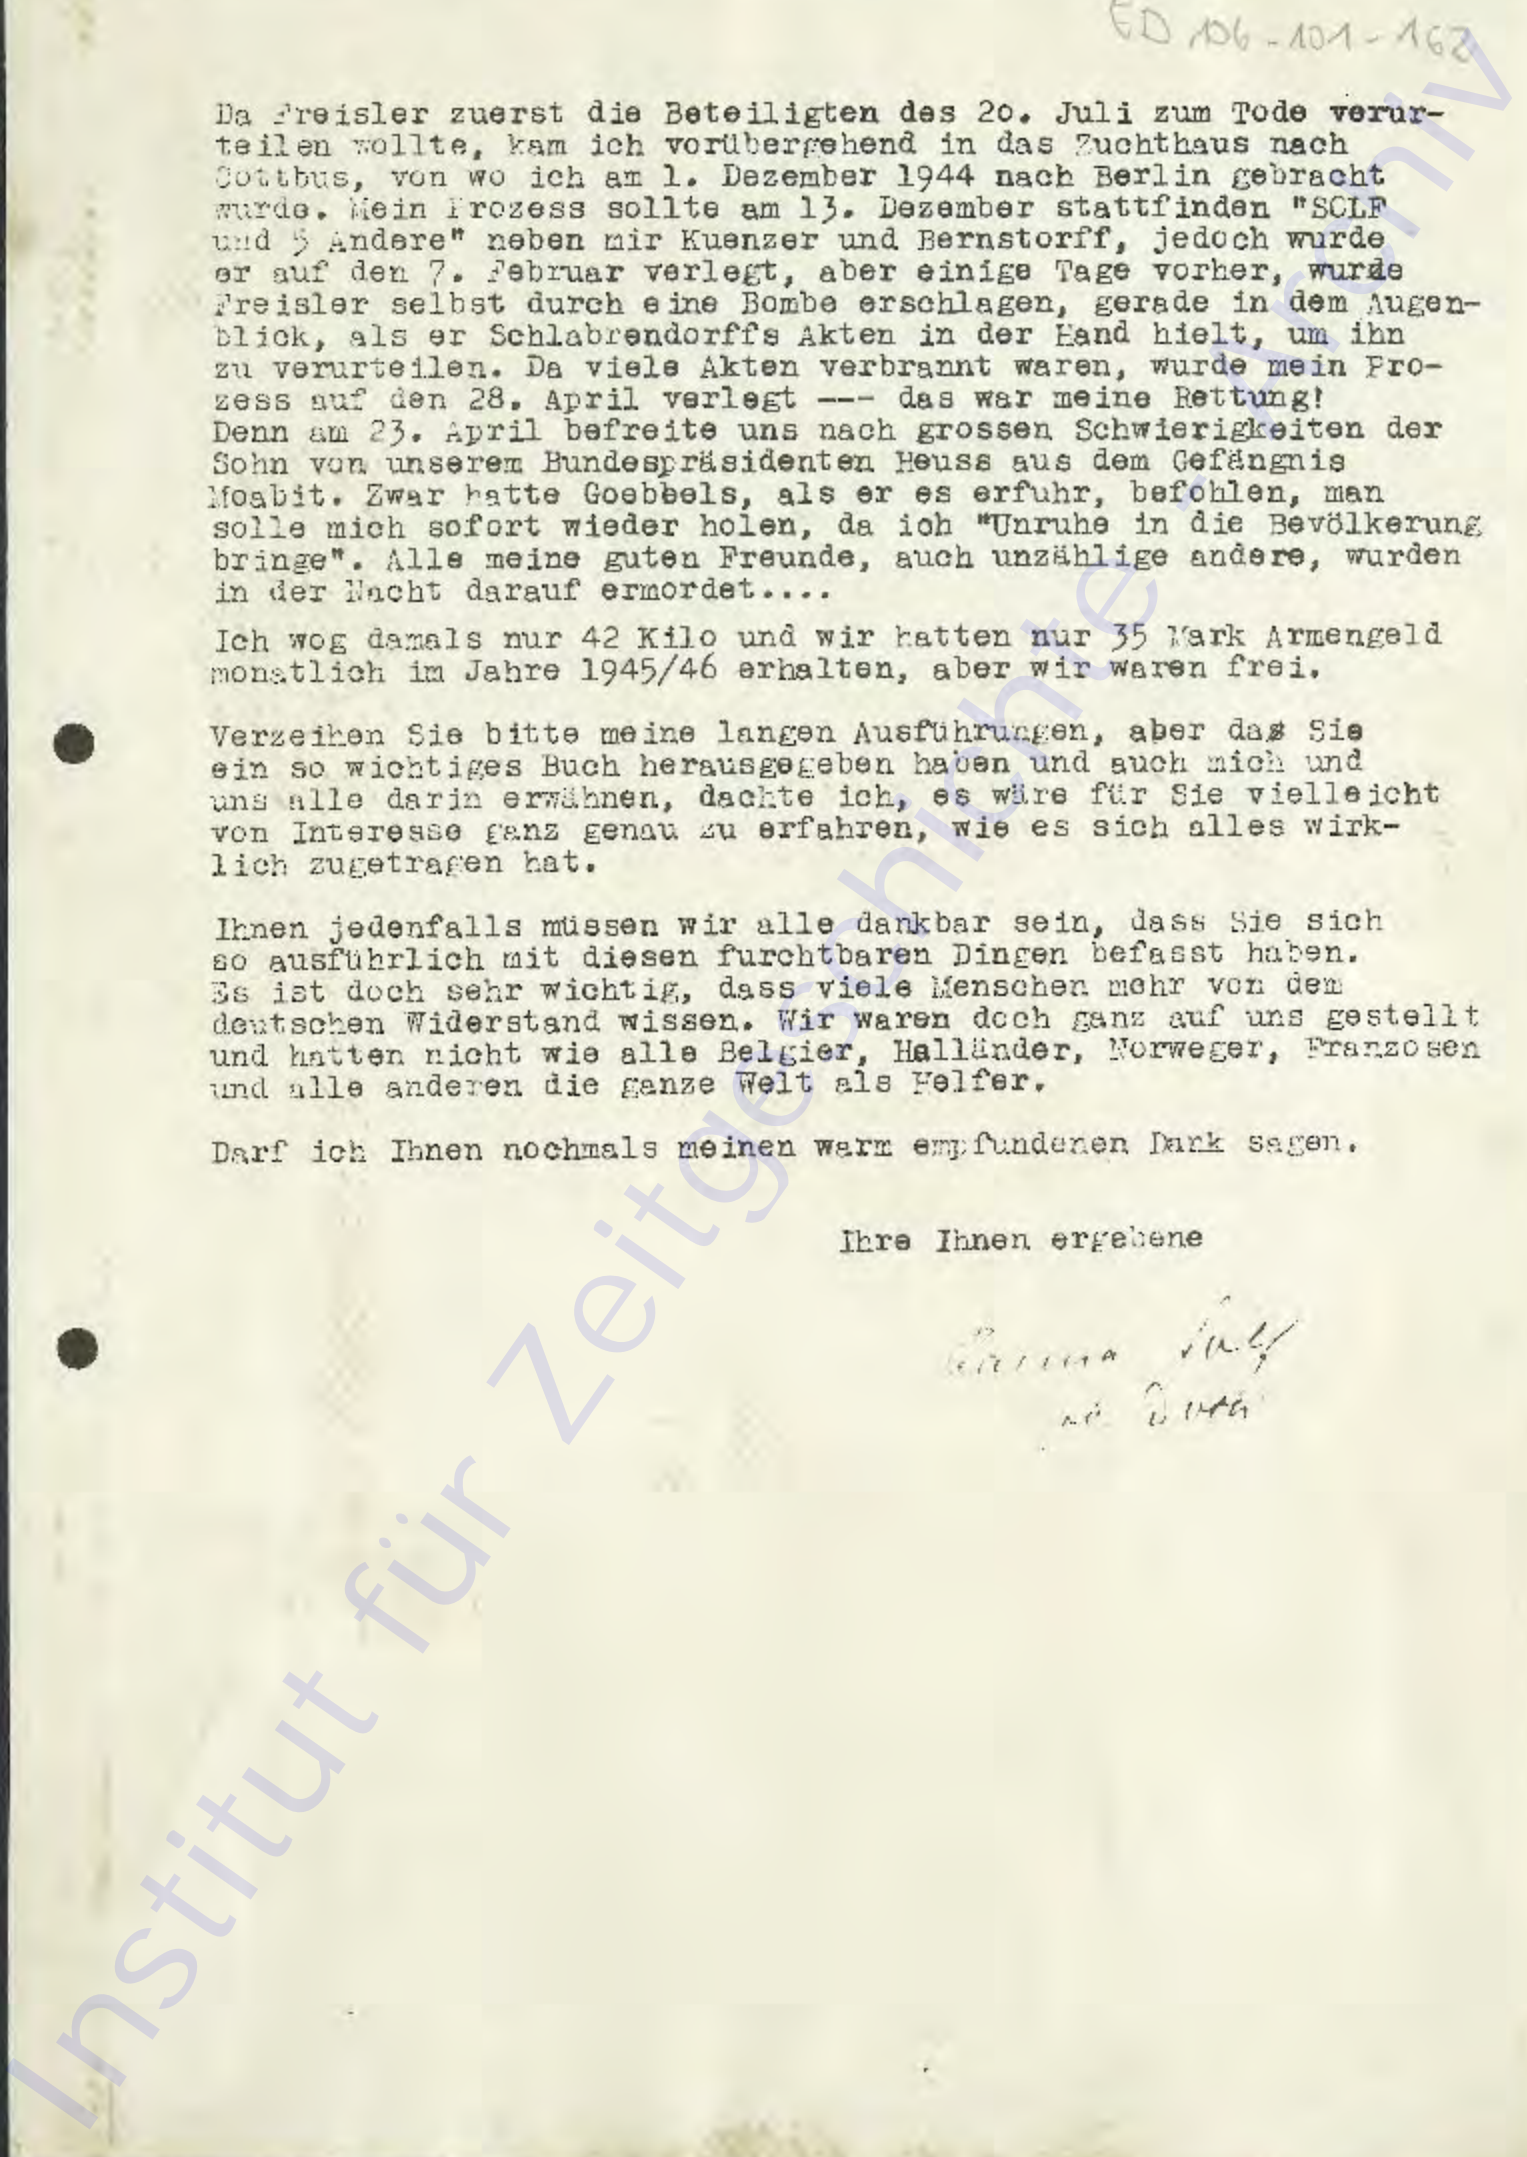 ED 106-101-162
Da Freisler zuerst die Beteiligten des 20. Juli zum Tode verur-
teilen wollte, kam ich vorübergehend in das Zuchthaus nach
Cottbus, von wo ich am 1. Dezember 1944 nach Berlin gebracht
wurde. Mein Prozess sollte am 13. Dezember stattfinden "SOLF
und 5 Andere" neben mir Kuenzer und Bernstorff, jedoch wurde
er auf den 7. Februar verlegt, aber einige Tage vorher, wurde
Freisler selbst durch eine Bombe erschlagen, gerade in dem Augen-
blick, als er Schlabrendorffs Akten in der Hand hielt, um ihn
zu verurteilen. Da viele Akten verbrannt waren, wurde mein Pro-
zess auf den 28. April verlegt --- das war meine Rettung!
Denn am 23. April befreite uns nach grossen Schwierigkeiten der
Sohn von unserem Bundespräsidenten Heuss aus dem Gefängnis
Moabit. Zwar hatte Goebbels, als er es erfuhr, befohlen, man
solle mich sofort wieder holen, da ich "Unruhe in die Bevölkerung
bringe". Alle meine guten Freunde, auch unzählige andere, wurden
in der Nacht darauf ermordet....
Ich wog damals nur 42 Kilo und wir hatten nur 35 Mark Armengeld
monatlich im Jahre 1945/46 erhalten, aber wir waren frei.
Verzeihen Sie bitte meine langen Ausführungen, aber das Sie
ein so wichtiges Buch herausgegeben haben und auch mich und
uns alle darin erwähnen, dachte ich, es wäre für Sie vielleicht
von Interesse ganz genau zu erfahren, wie es sich alles wirk-
lich zugetragen hat.
Ihnen jedenfalls müssen wir alle dankbar sein, dass Sie sich
so ausführlich mit diesen furchtbaren Dingen befasst haben.
Es ist doch sehr wichtig, dass viele Menschen mehr von dem
deutschen Widerstand wissen. Wir waren doch ganz auf uns gestellt
und hatten nicht wie alle Belgier, Halländer, Norweger, Franzosen
und alle anderen die ganze Welt als Helfer.
Darf ich Ihnen nochmals meinen warm empfundenen Dank sagen.
Ihre Ihnen ergebene
Solf
Institut für Zeitgeschichte - Archiv